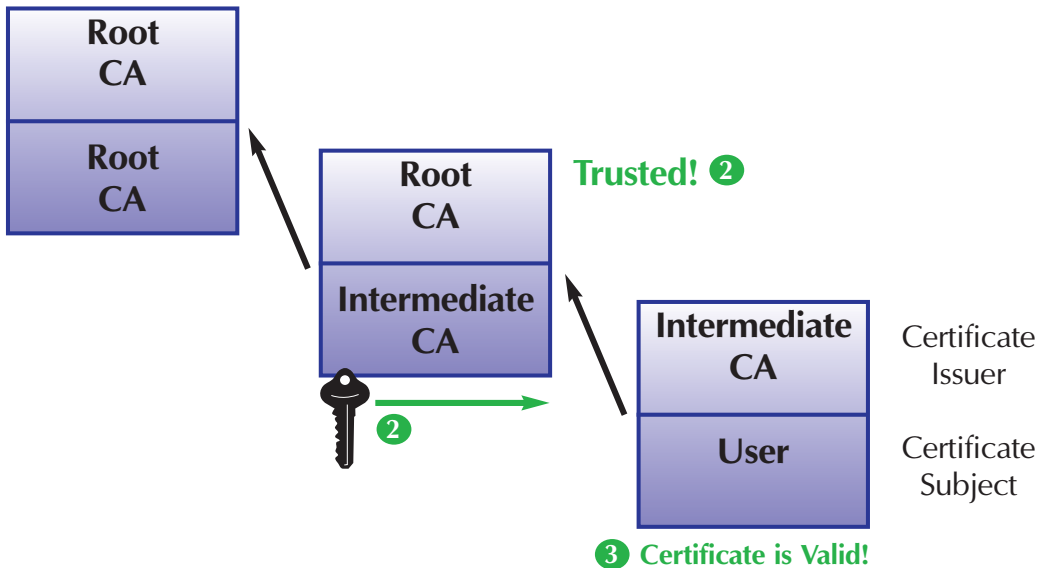 Root
CA
Root
CA
Root
CA
Trusted! 2
Intermediate
CA
2
Intermediate
CA
Certificate
Issuer
User
Certificate
Subject
3 Certificate is Valid!